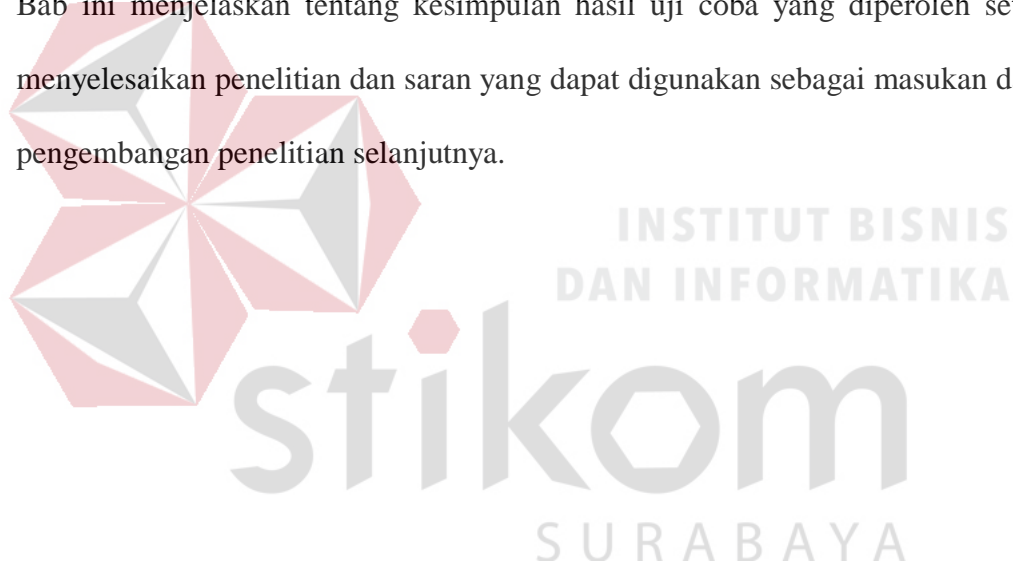 Bab ini menjelaskan tentang kesimpulan hasil uji coba yang diperoleh
menyelesaikan penelitian dan saran yang dapat digunakan sebagai masukan
pengembangan penelitian selanjutnya.
INSTITUT BISNIS
DAN INFORMATIKA
stikom
SURABAYA